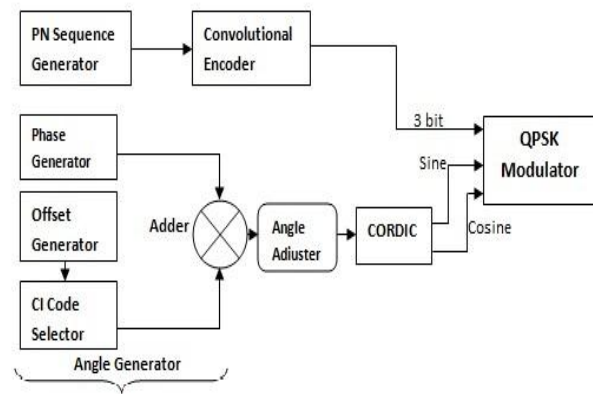 PN Sequence
Generator
Convolutional
Encoder
3 bit
QPSK
Modulator
Phase
Generator
Sine
Offset
Generator
Adder
Angle
Adiuster
CORDIC
Cosine
CI Code
Selector
Angle Generator